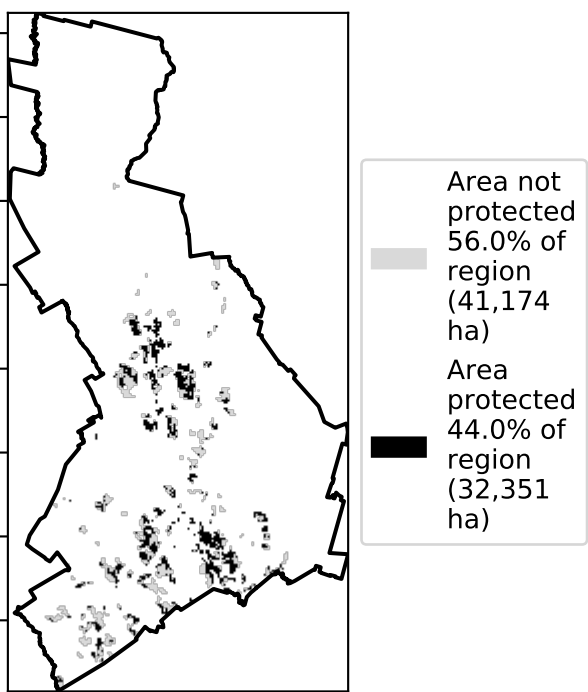 Area not
protected
56.0% of
region
(41,174
ha)
Area
protected
44.0% of
region
(32,351
ha)